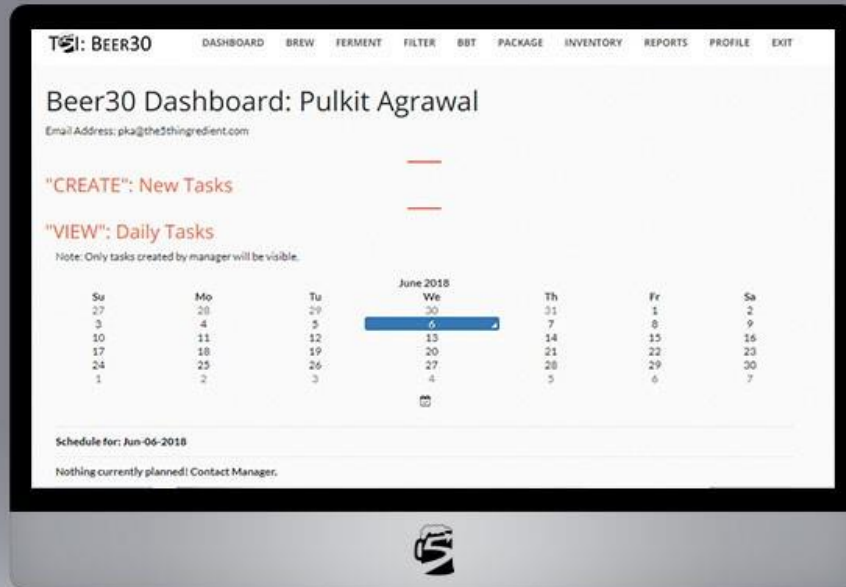 T5I: BEER30 DASHBOARD BREW FERMENT FILTER BBT PACKAGE INVENTORY REPORTS PROFILE EXIT
Beer30 Dashboard: Pulkit Agrawal
Email Address: pka@the5thingredient.com
"CREATE": New Tasks
"VIEW": Daily Tasks
Note: Only tasks created by manager will be visible.
June 2018
Su Mo Tu We Th Fr Sa
27 28 29 30 31 1 2
3 4 5 6 7 8 9
10 11 12 13 14 15 16
17 18 19 20 21 22 23
24 25 26 27 28 29 30
1 2 3 4 5 6 7
Schedule for: Jun-06-2018
Nothing currently planned! Contact Manager.
5